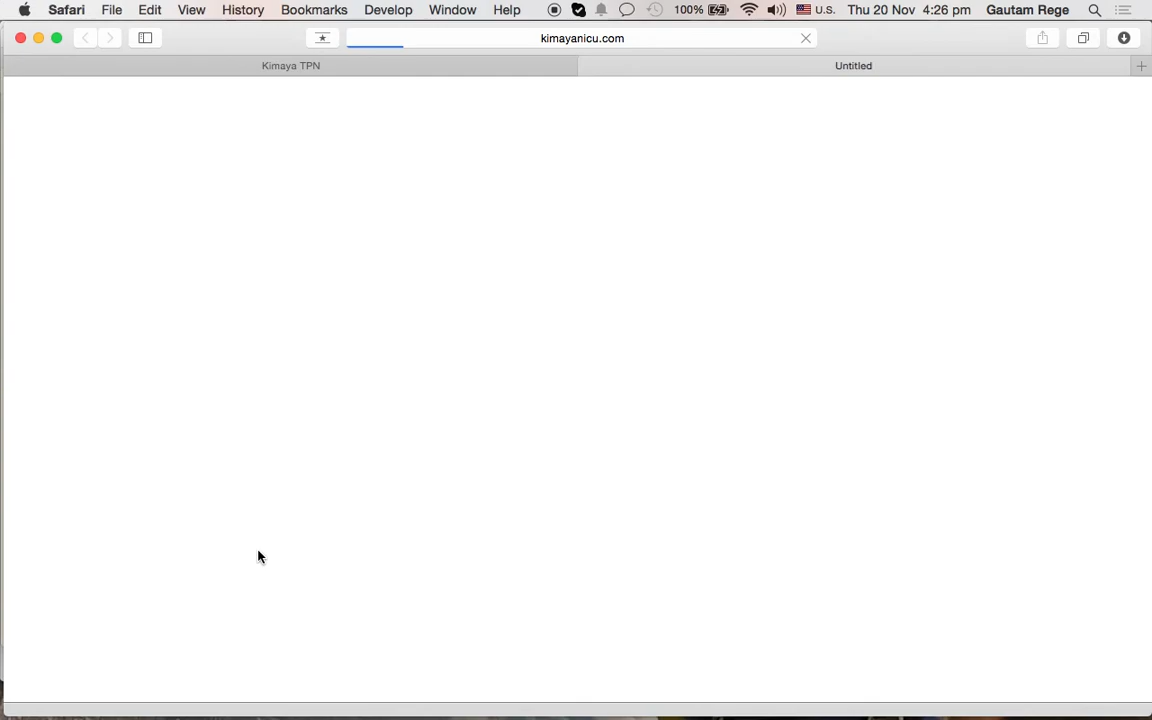 Safari File Edit View History Bookmarks Develop Window Help 100% U.S. Thu 20 Nov 4:26 pm Gautam Rege
kimayanicu.com
Kimaya TPN Untitled